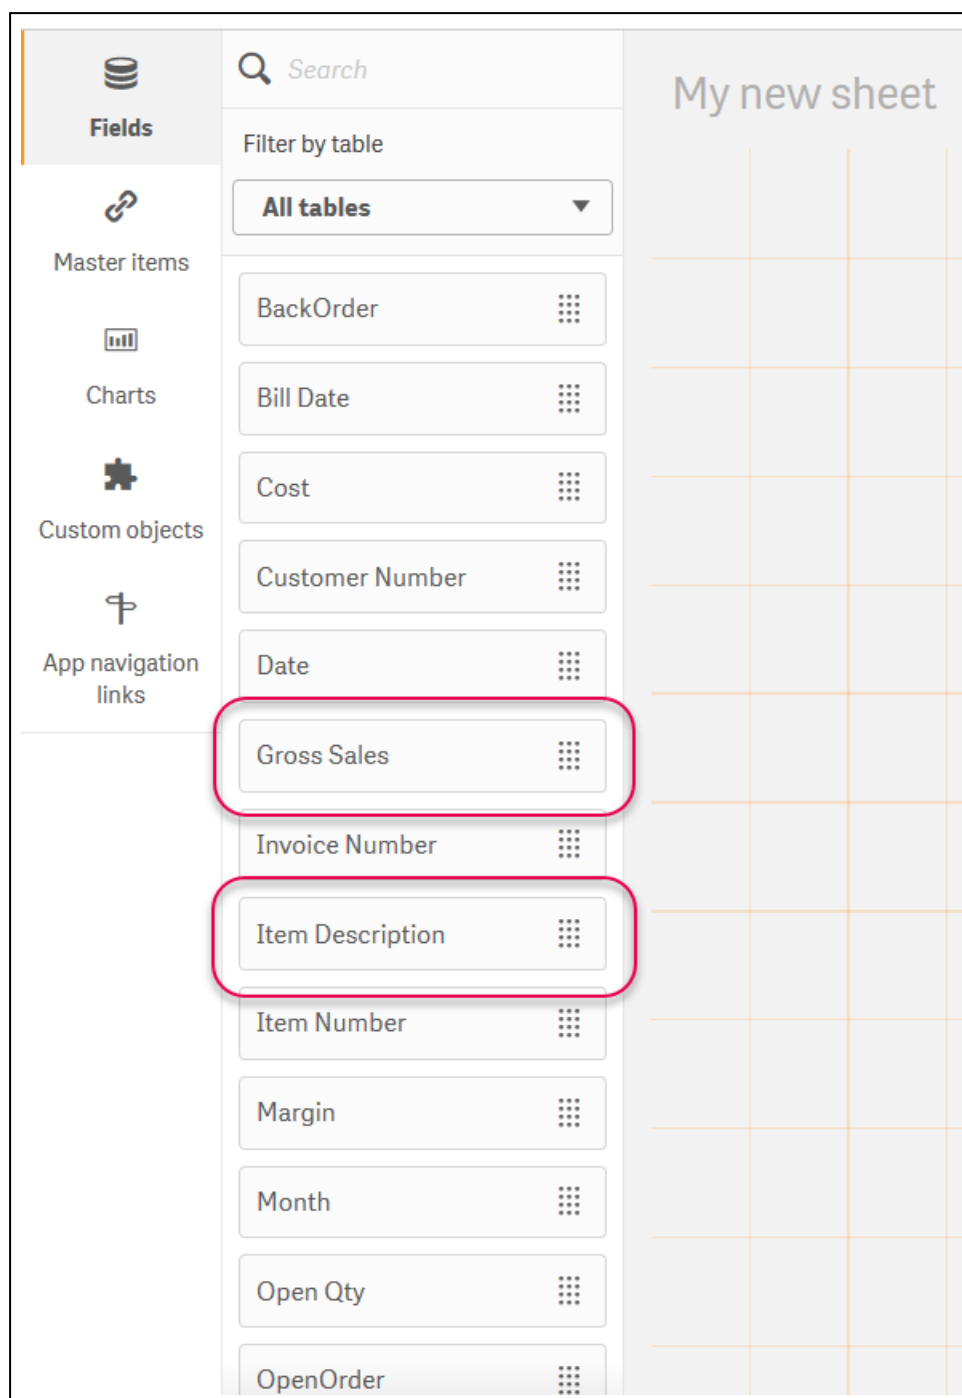 Fields
Master items
Charts
Custom objects
App navigation
links
Search
Filter by table
All tables
BackOrder
Bill Date
Cost
Customer Number
Date
Gross Sales
Invoice Number
Item Description
Item Number
Margin
Month
Open Qty
OpenOrder
My new sheet